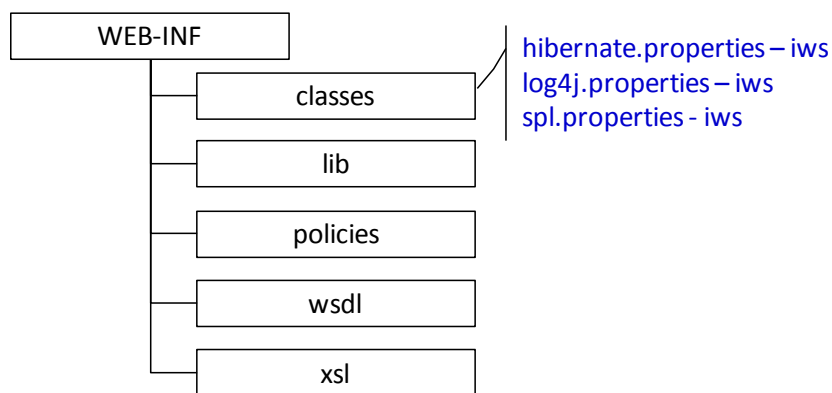 WEB-INF
hibernate.properties – iws
classes
log4j.properties – iws
spl.properties - iws
lib
policies
wsdl
xsl